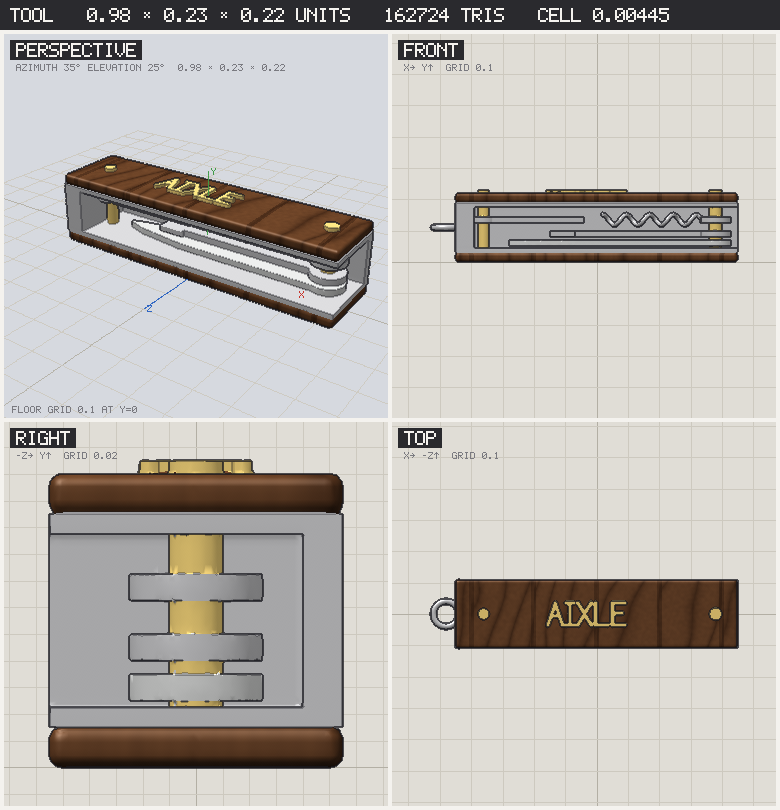 TOOL 0.98 × 0.23 × 0.22 UNITS 162724 TRIS CELL 0.00445
PERSPECTIVE
AZIMUTH 35° ELEVATION 25° 0.98 × 0.23 × 0.22
Y
AIXLE
X
Z
FLOOR GRID 0.1 AT Y=0
FRONT
X→ Y↑ GRID 0.1
RIGHT
-Z→ Y↑ GRID 0.02
TOP
X→ -Z↑ GRID 0.1
AIXLE